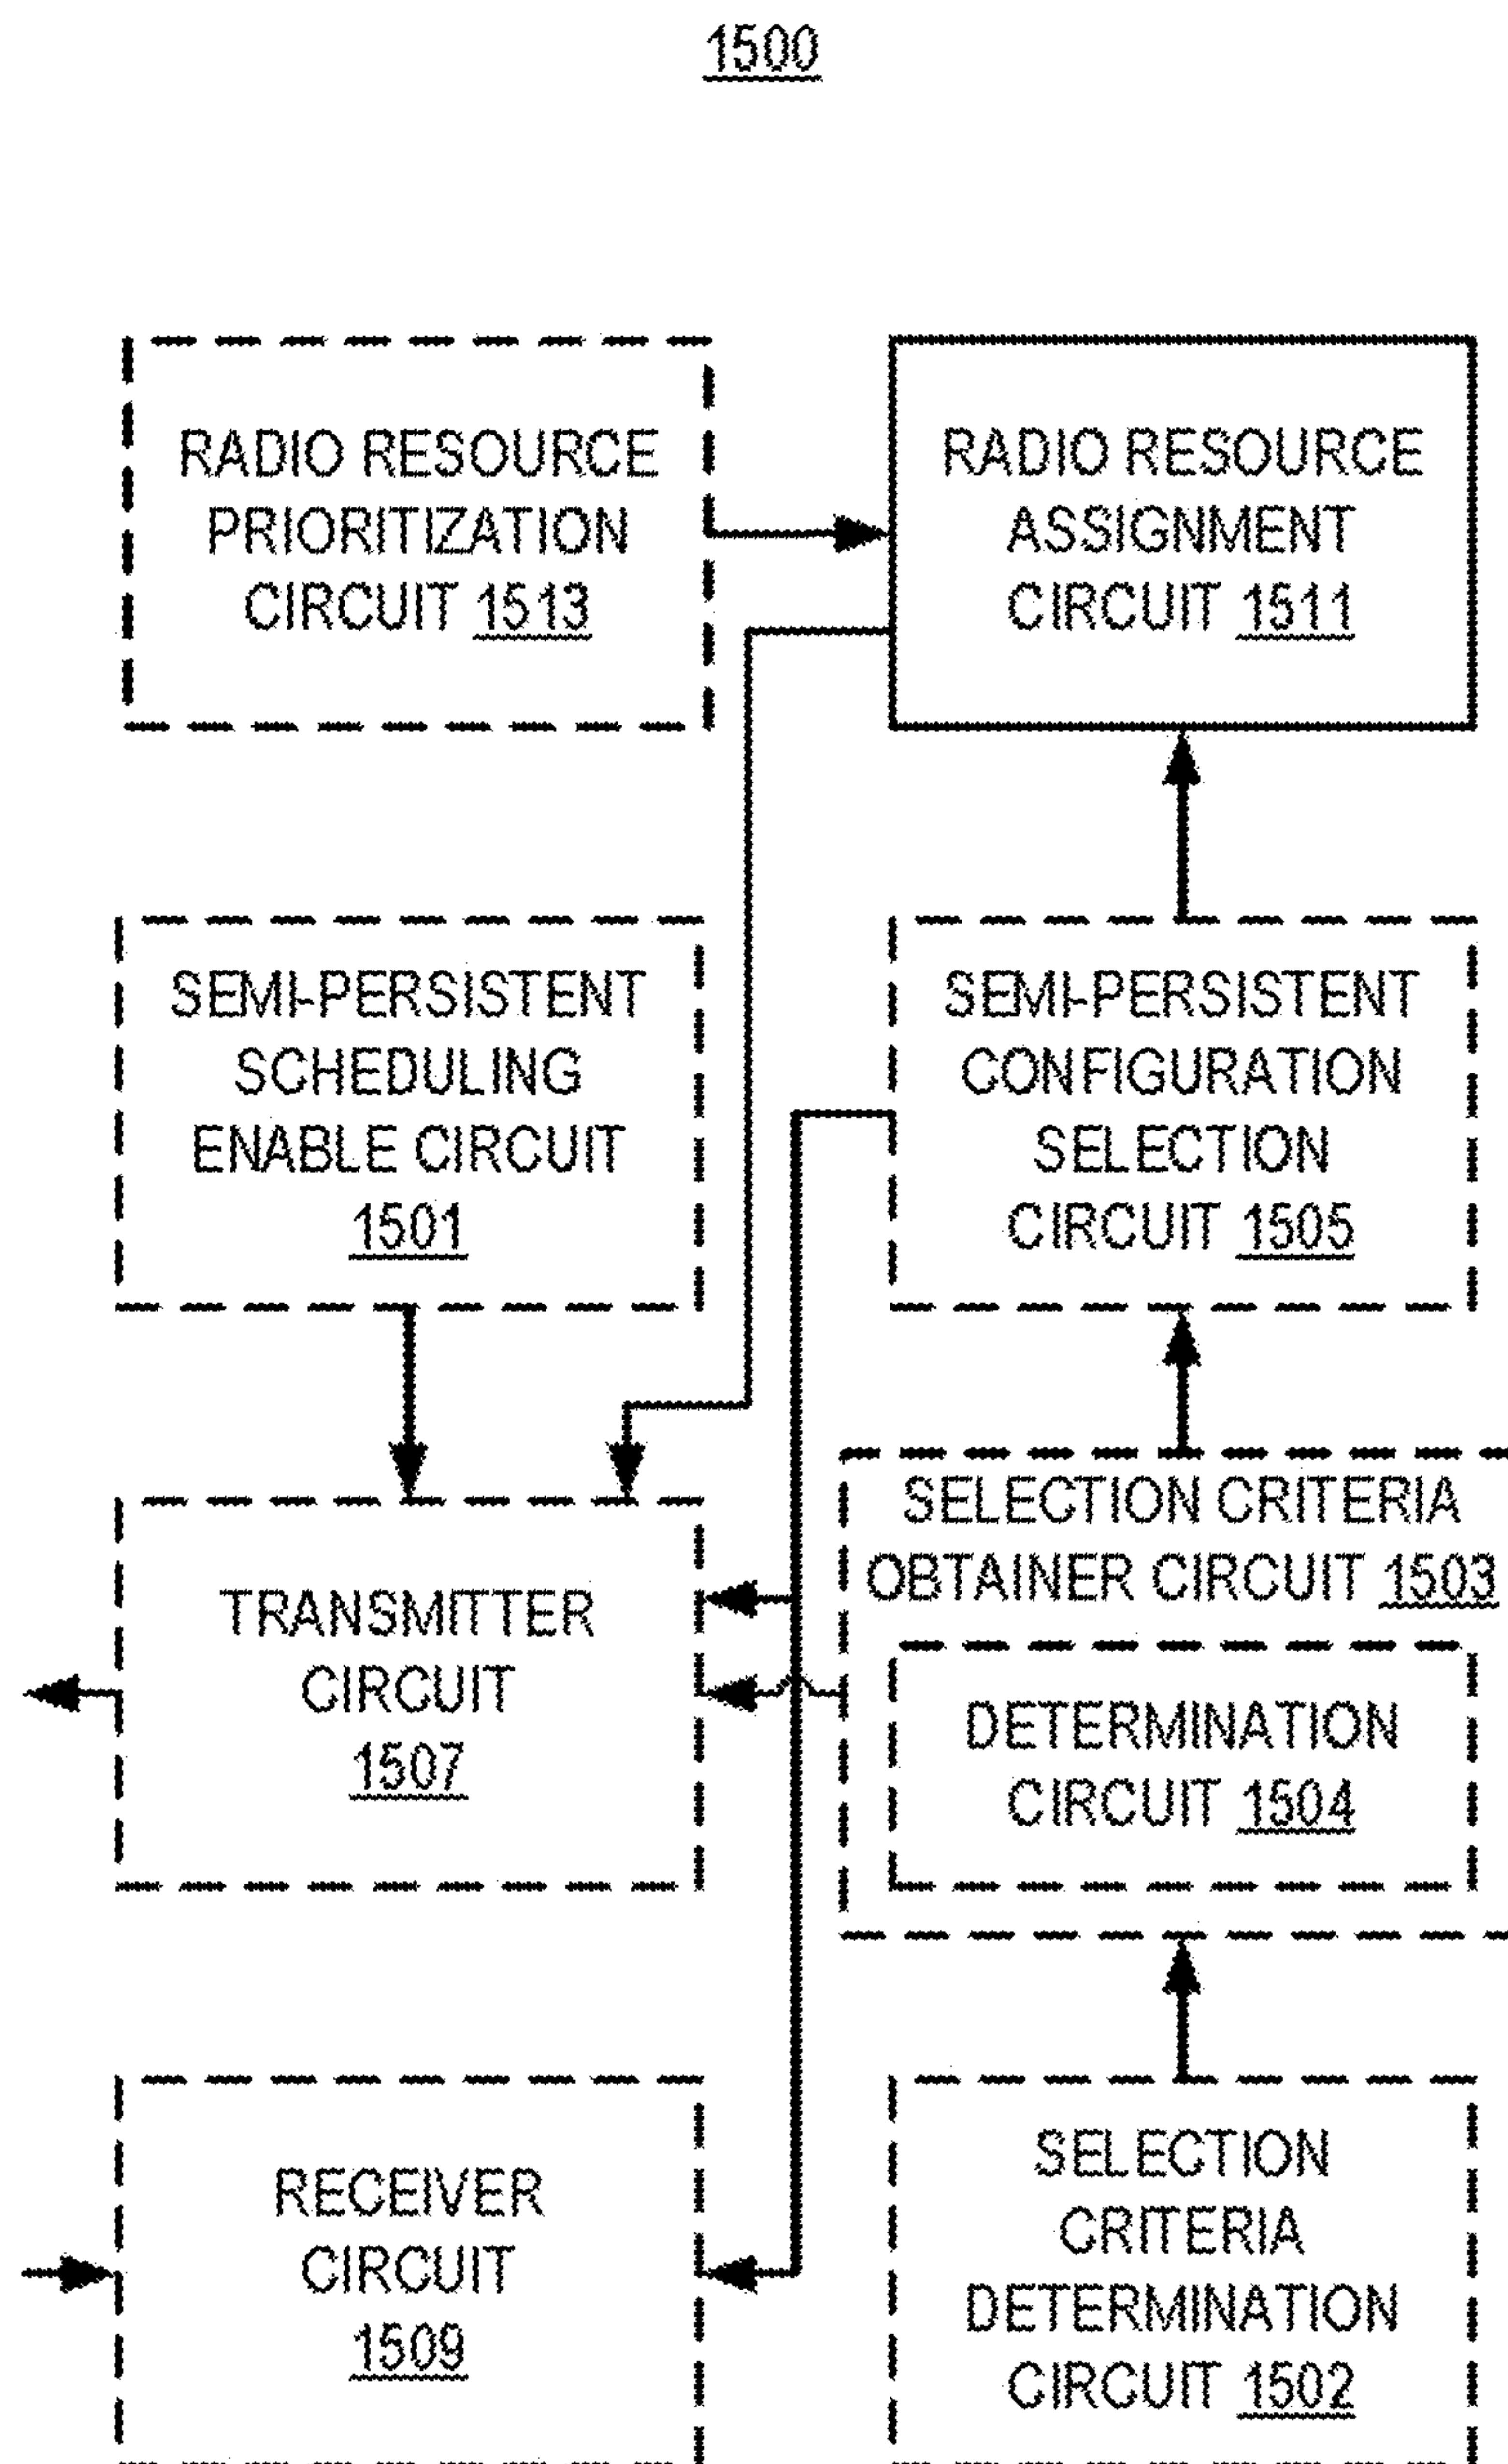 1500
RADIO RESOURCE
PRIORITIZATION
CIRCUIT 1513
RADIO RESOURCE
ASSIGNMENT
CIRCUIT 1511
SEMI-PERSISTENT
SCHEDULING
ENABLE CIRCUIT
1501
SEMI-PERSISTENT
CONFIGURATION
SELECTION
CIRCUIT 1505
TRANSMITTER
CIRCUIT
1507
SELECTION CRITERIA
OBTAINER CIRCUIT 1503
DETERMINATION
CIRCUIT 1504
RECEIVER
CIRCUIT
1509
SELECTION
CRITERIA
DETERMINATION
CIRCUIT 1502